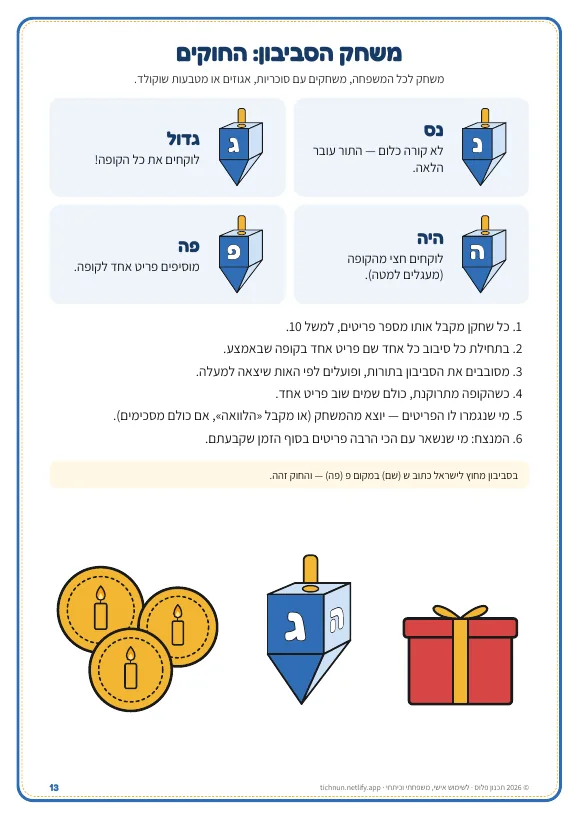 משחק הסביבון: החוקים
משחק לכל המשפחה, משחקים עם סוכריות, אגוזים או מטבעות שוקולד.
נ
נס
לא קורה כלום — התור עובר
הלאה.
ג
גדול
לוקחים את כל הקופה!
ה
היה
לוקחים חצי מהקופה
(מעגלים למטה).
פ
פה
מוסיפים פריט אחד לקופה.
1. כל שחקן מקבל אותו מספר פריטים, למשל 10.
2. בתחילת כל סיבוב כל אחד שם פריט אחד בקופה שבאמצע.
3. מסובבים את הסביבון בתורות, ופועלים לפי האות שיצאה למעלה.
4. כשהקופה מתרוקנת, כולם שמים שוב פריט אחד.
5. מי שנגמרו לו הפריטים — יוצא מהמשחק (או מקבל «הלוואה», אם כולם מסכימים).
6. המנצח: מי שנשאר עם הכי הרבה פריטים בסוף הזמן שקבעתם.
בסביבון מחוץ לישראל כתוב ש (שם) במקום פ (פה) — והחוק זהה.
ה
ג
© 2026 תכנון פלוס · לשימוש אישי, משפחתי וכיתתי · tichnun.netlify.app
13